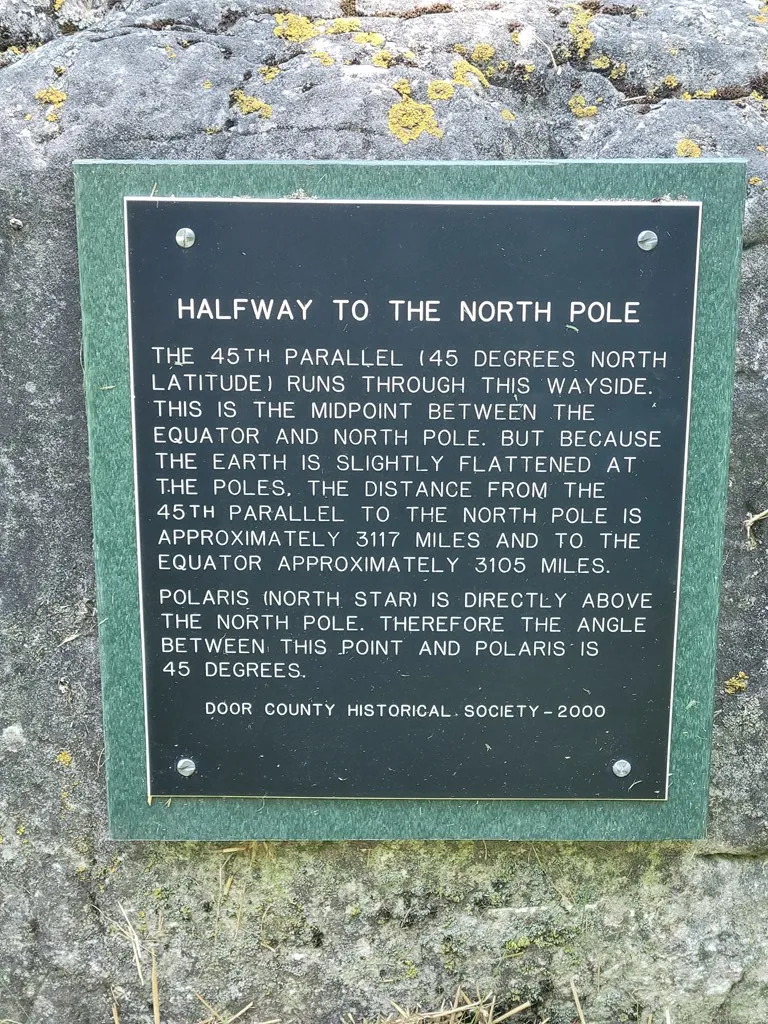 HALFWAY TO THE NORTH POLE
THE 45TH PARALLEL (45 DEGREES NORTH
LATITUDE) RUNS THROUGH THIS WAYSIDE.
THIS IS THE MIDPOINT BETWEEN THE
EQUATOR AND NORTH POLE. BUT BECAUSE
THE EARTH IS SLIGHTLY FLATTENED AT
THE POLES, THE DISTANCE FROM THE
45TH PARALLEL TO THE NORTH POLE IS
APPROXIMATELY 3117 MILES AND TO THE
EQUATOR APPROXIMATELY 3105 MILES.
POLARIS (NORTH STAR) IS DIRECTLY ABOVE
THE NORTH POLE. THEREFORE THE ANGLE
BETWEEN THIS POINT AND POLARIS IS
45 DEGREES.
DOOR COUNTY HISTORICAL SOCIETY - 2000